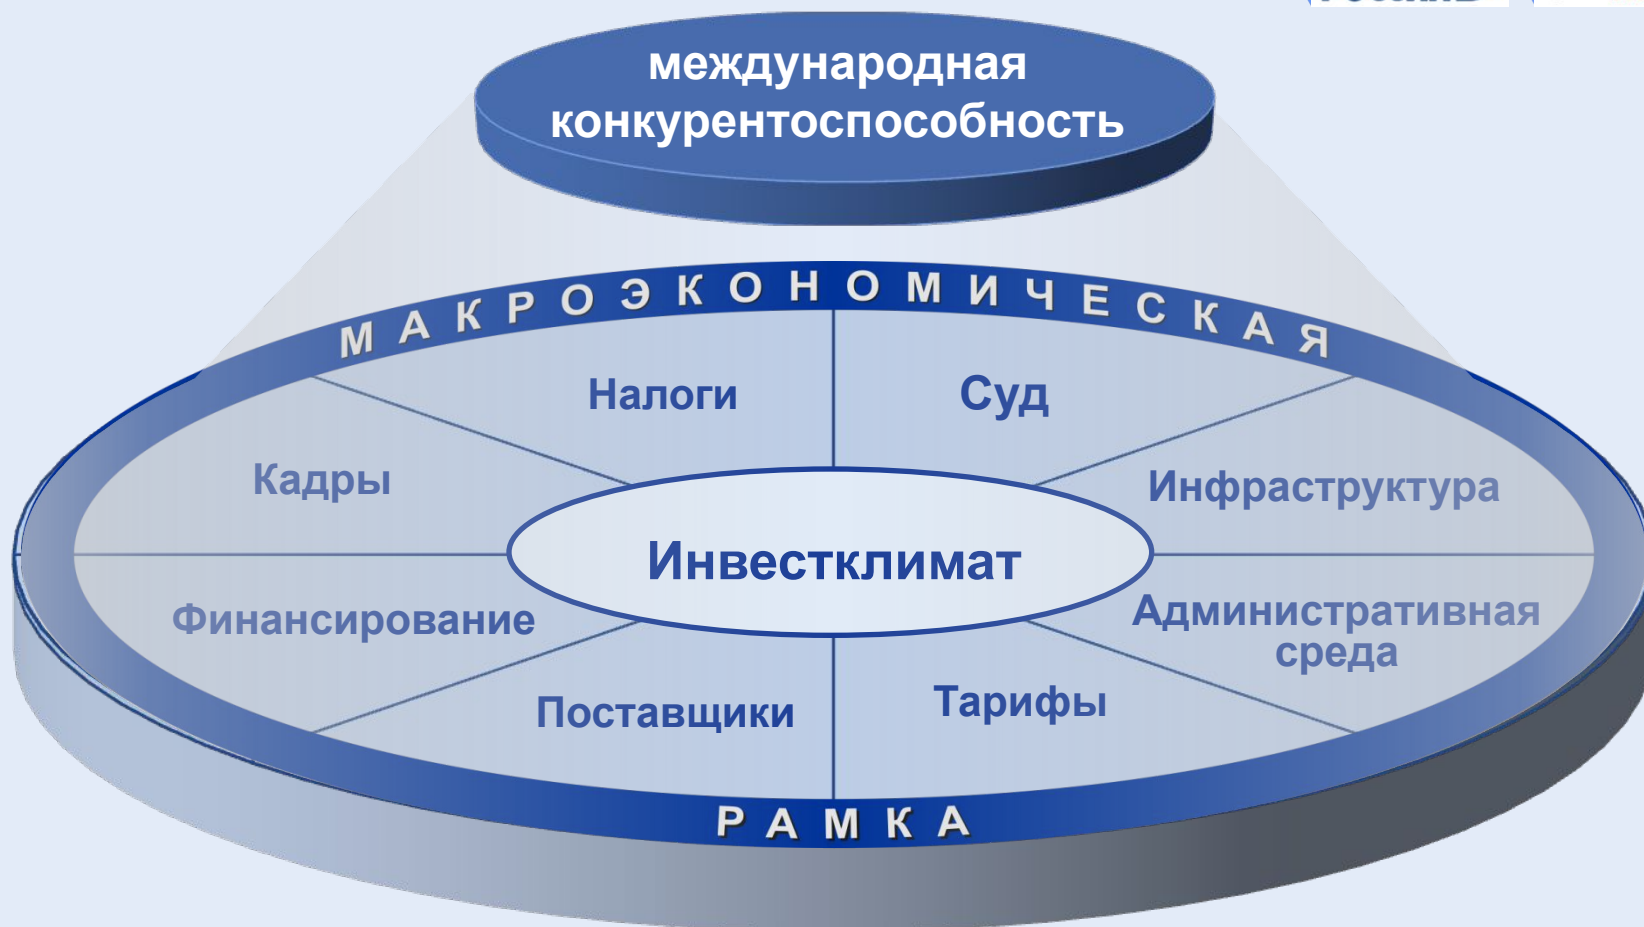 международная
конкурентоспособность
МАКРОЭКОНОМИЧЕСКАЯ
Налоги
Суд
Кадры
Инфраструктура
Инвестклимат
Финансирование
Административная
среда
Поставщики
Тарифы
РАМКА